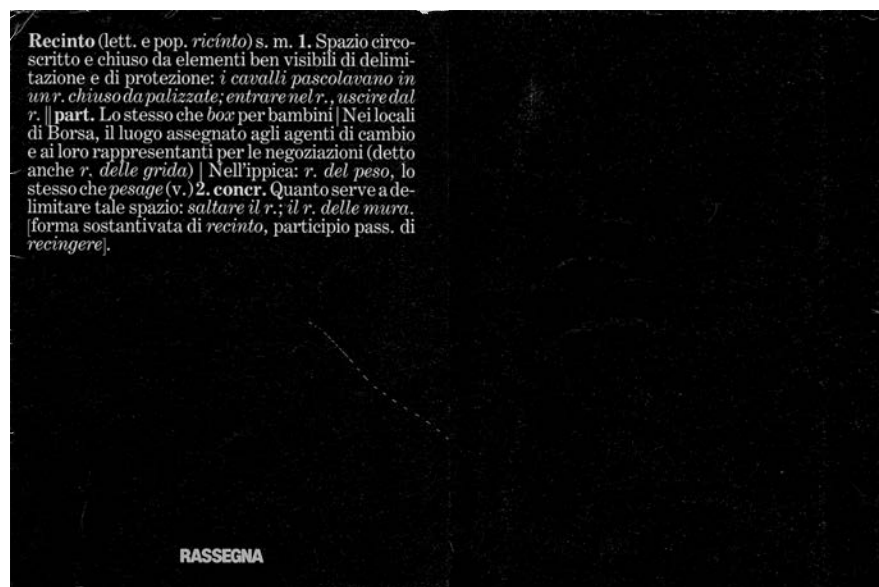 Recinto (lett. e pop. ricínto) s. m. 1. Spazio circo-
scritto e chiuso da elementi ben visibili di delimi-
tazione e di protezione: i cavalli pascolavano in
un r. chiuso da palizzate; entrare nel r., uscire dal
r. || part. Lo stesso che box per bambini | Nei locali
di Borsa, il luogo assegnato agli agenti di cambio
e ai loro rappresentanti per le negoziazioni (detto
anche r. delle grida) | Nell'ippica: r. del peso, lo
stesso che pesage (v.) 2. concr. Quanto serve a de-
limitare tale spazio: saltare il r.; il r. delle mura.
[forma sostantivata di recinto, participio pass. di
recingere].
RASSEGNA